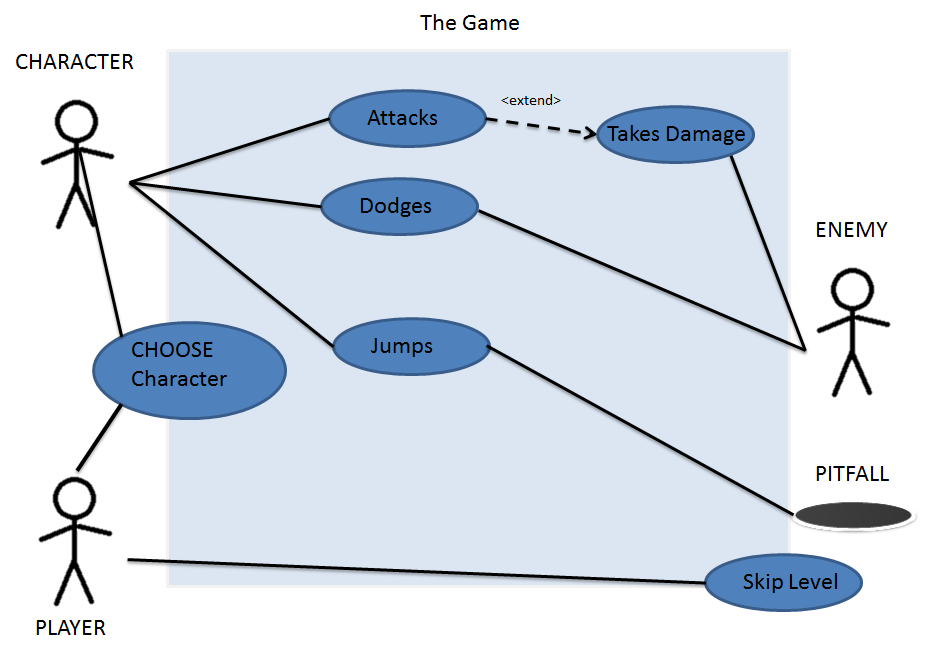 The Game
CHARACTER
Attacks
<extend>
Takes Damage
Dodges
ENEMY
Jumps
CHOOSE
Character
PITFALL
Skip Level
PLAYER